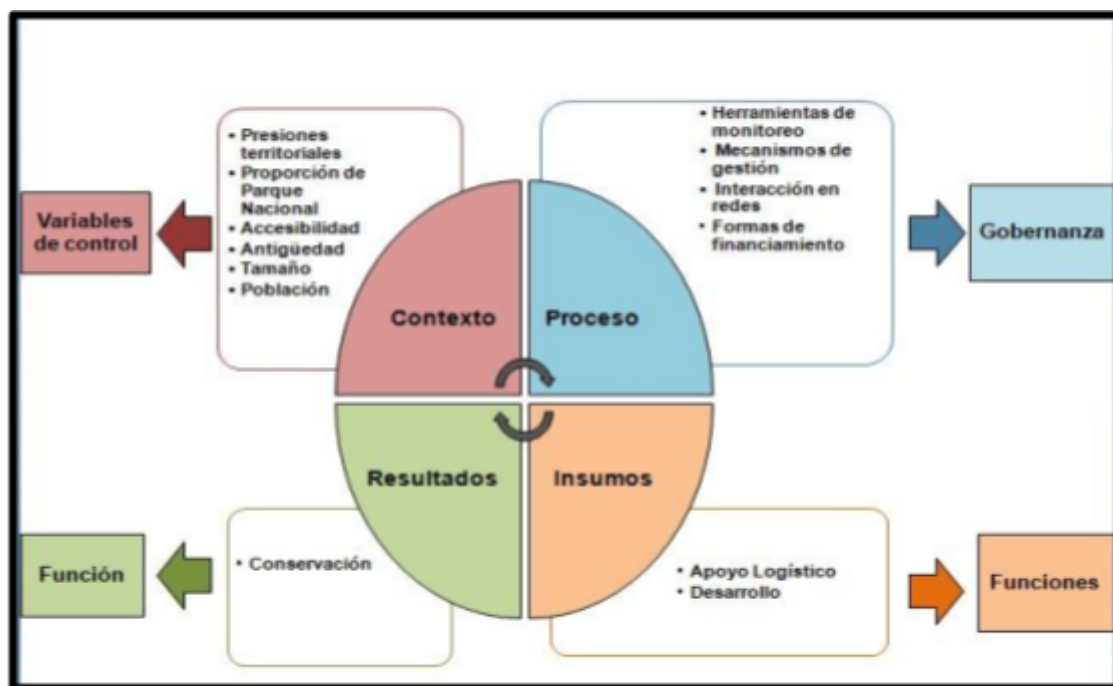 • Presiones
territoriales
• Proporción de
Parque
Nacional
• Accesibilidad
• Antigüedad
• Tamaño
• Población
Variables
de control
Contexto
• Herramientas de
monitoreo
• Mecanismos de
gestión
• Interacción en
redes
• Formas de
financiamiento
Gobernanza
Proceso
Resultados
• Conservación
Función
Insumos
• Apoyo Logístico
• Desarrollo
Funciones